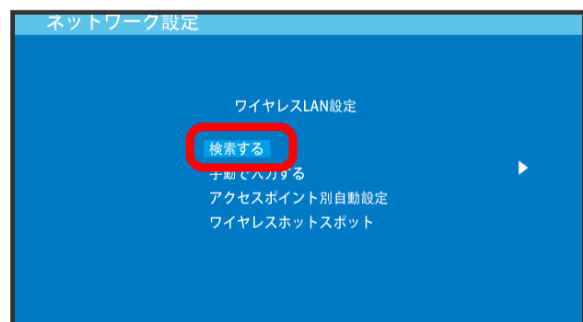 ネットワーク設定
ワイヤレスLAN設定
検索する
手動で入力する
アクセスポイント別自動設定
ワイヤレスホットスポット